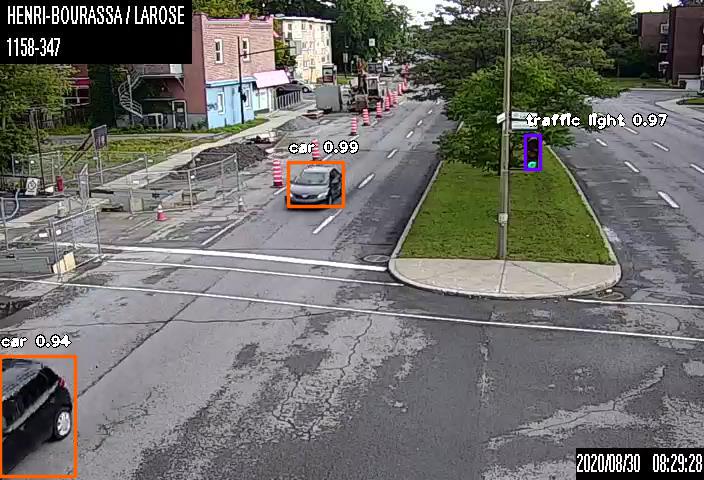 HENRI-BOURASSA / LAROSE
1158-347
traffic light 0.97
car 0.99
car 0.94
2020/08/30 08:29:28